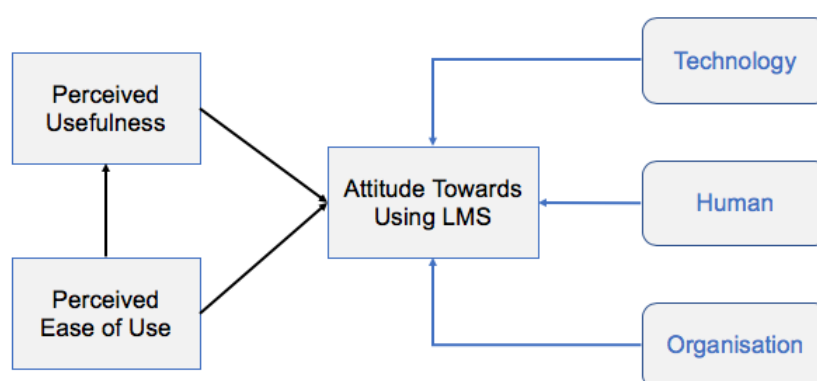 Perceived
Usefulness
Perceived
Ease of Use
Attitude Towards
Using LMS
Technology
Human
Organisation